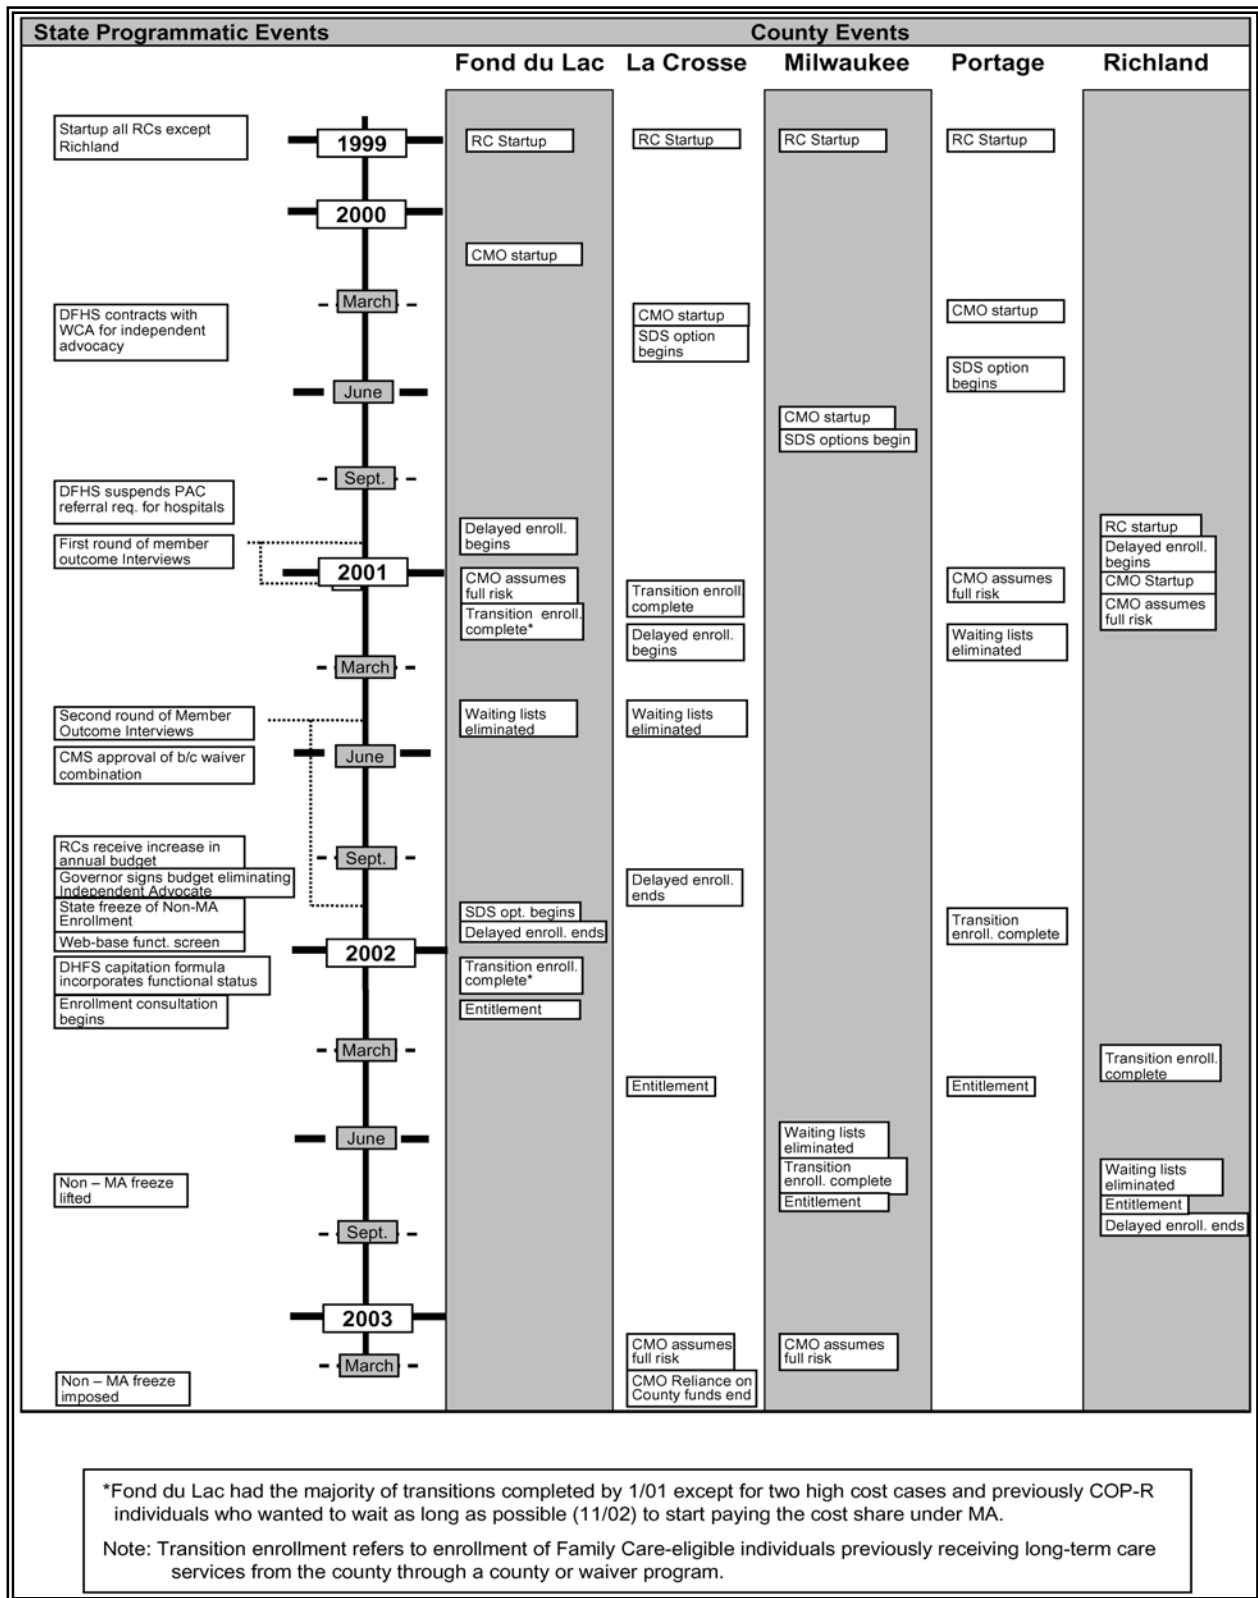 State Programmatic Events
County Events
Fond du Lac
La Crosse
Milwaukee
Portage
Richland
Startup all RCs except
Richland
1999
RC Startup
RC Startup
RC Startup
RC Startup
2000
CMO startup
March
DFHS contracts with
WCA for independent
advocacy
CMO startup
SDS option
begins
CMO startup
SDS option
begins
June
CMO startup
SDS options begin
Sept.
DFHS suspends PAC
referral req. for hospitals
First round of member
outcome Interviews
Delayed enroll.
begins
RC startup
Delayed enroll.
begins
CMO Startup
CMO assumes
full risk
2001
CMO assumes
full risk
Transition enroll.
complete*
Transition enroll.
complete
Delayed enroll.
begins
CMO assumes
full risk
Waiting lists
eliminated
March
Second round of Member
Outcome Interviews
CMS approval of b/c waiver
combination
Waiting lists
eliminated
Waiting lists
eliminated
June
RCs receive increase in
annual budget
Governor signs budget eliminating
Independent Advocate
State freeze of Non-MA
Enrollment
Web-base funct. screen
DHFS capitation formula
incorporates functional status
Enrollment consultation
begins
Sept.
Delayed enroll.
ends
SDS opt. begins
Delayed enroll. ends
Transition
enroll. complete
2002
Transition enroll.
complete*
Entitlement
March
Transition enroll.
complete
Entitlement
Entitlement
June
Waiting lists
eliminated
Transition
enroll. complete
Entitlement
Non – MA freeze
lifted
Waiting lists
eliminated
Entitlement
Delayed enroll. ends
Sept.
2003
CMO assumes
full risk
CMO Reliance on
County funds end
CMO assumes
full risk
March
Non – MA freeze
imposed
*Fond du Lac had the majority of transitions completed by 1/01 except for two high cost cases and previously COP-R
individuals who wanted to wait as long as possible (11/02) to start paying the cost share under MA.
Note: Transition enrollment refers to enrollment of Family Care-eligible individuals previously receiving long-term care
services from the county through a county or waiver program.